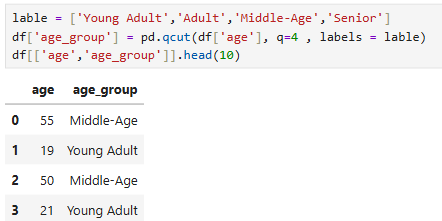 lable = ['Young Adult','Adult','Middle-Age','Senior']
df['age_group'] = pd.qcut(df['age'], q=4 , labels = lable)
df[['age','age_group']].head(10)
age age_group
0 55 Middle-Age
1 19 Young Adult
2 50 Middle-Age
3 21 Young Adult